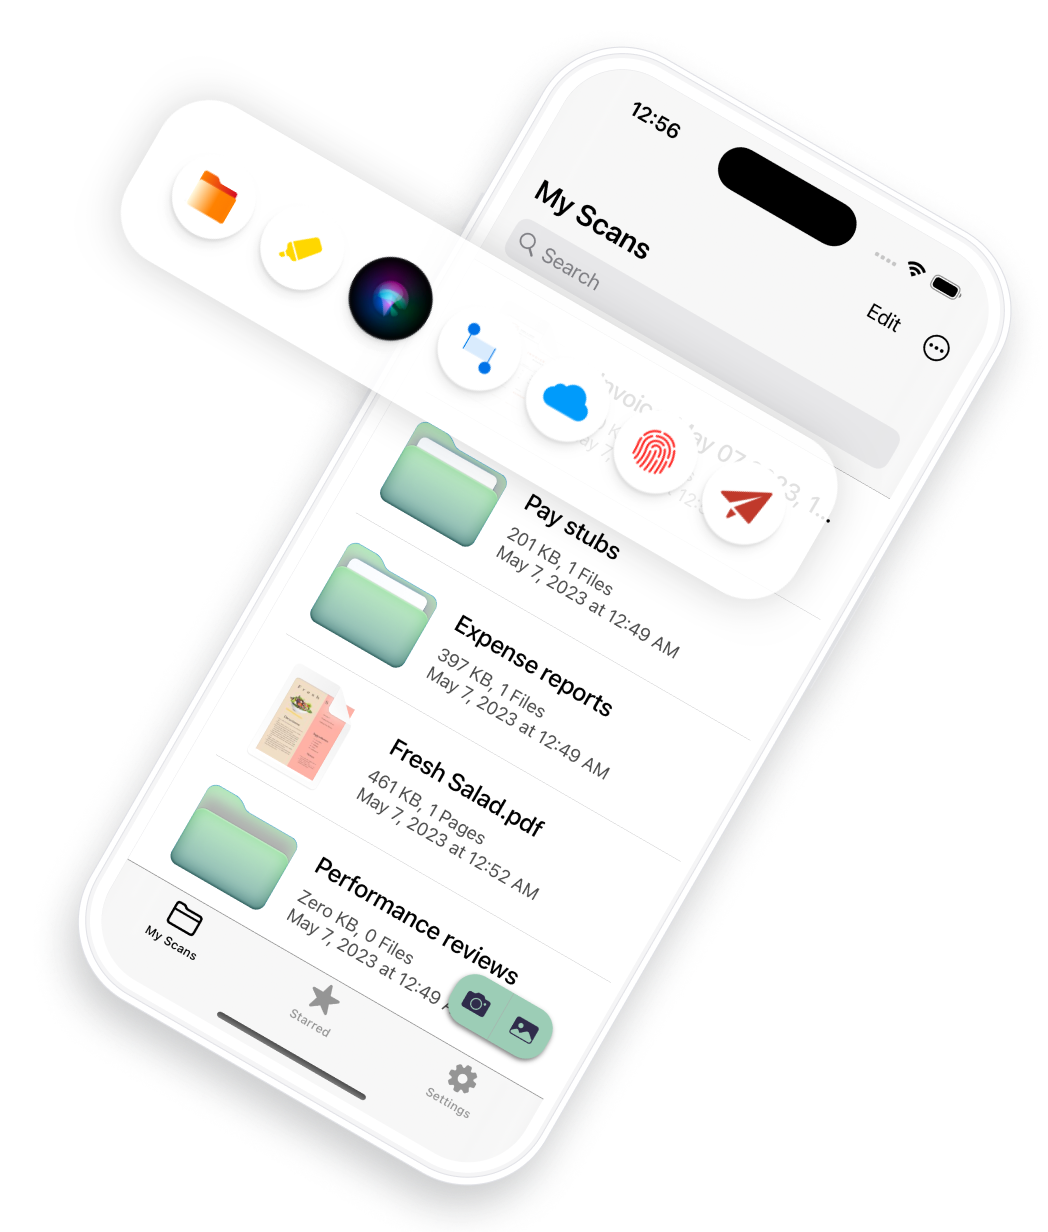 12:56
My Scans
Edit
Search
Invoice May 07 2023, 1...
Pay stubs
201 KB, 1 Files
May 7, 2023 at 12:49 AM
Expense reports
397 KB, 1 Files
May 7, 2023 at 12:49 AM
Fresh Salad.pdf
461 KB, 1 Pages
May 7, 2023 at 12:52 AM
Performance reviews
Zero KB, 0 Files
May 7, 2023 at 12:49 A
My Scans
Starred
Settings